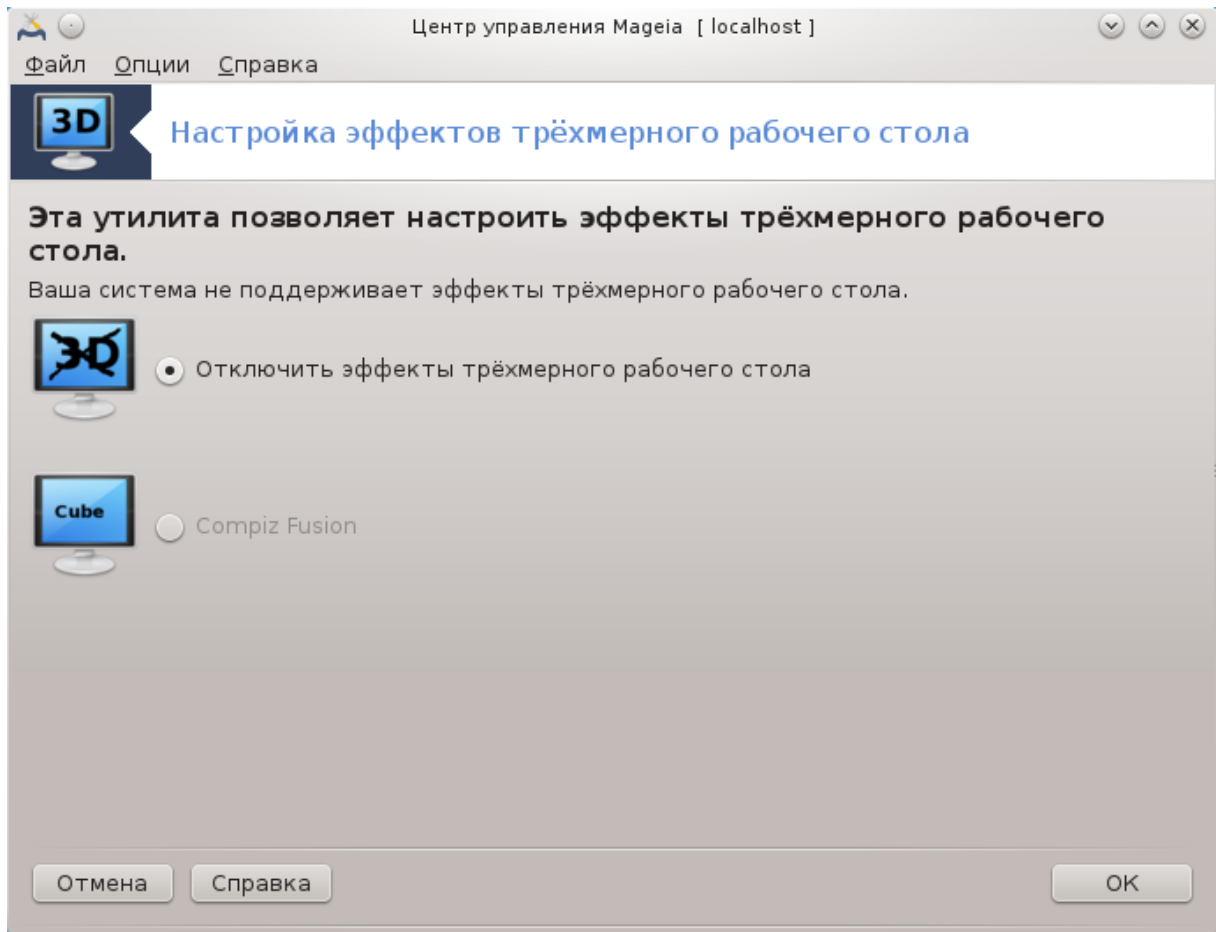 Центр управления Mageia [ localhost ]
Файл Опции Справка
3D
Настройка эффектов трёхмерного рабочего стола
Эта утилита позволяет настроить эффекты трёхмерного рабочего
стола.
Ваша система не поддерживает эффекты трёхмерного рабочего стола.
3D
Отключить эффекты трёхмерного рабочего стола
Cube
Compiz Fusion
Отмена Справка OK